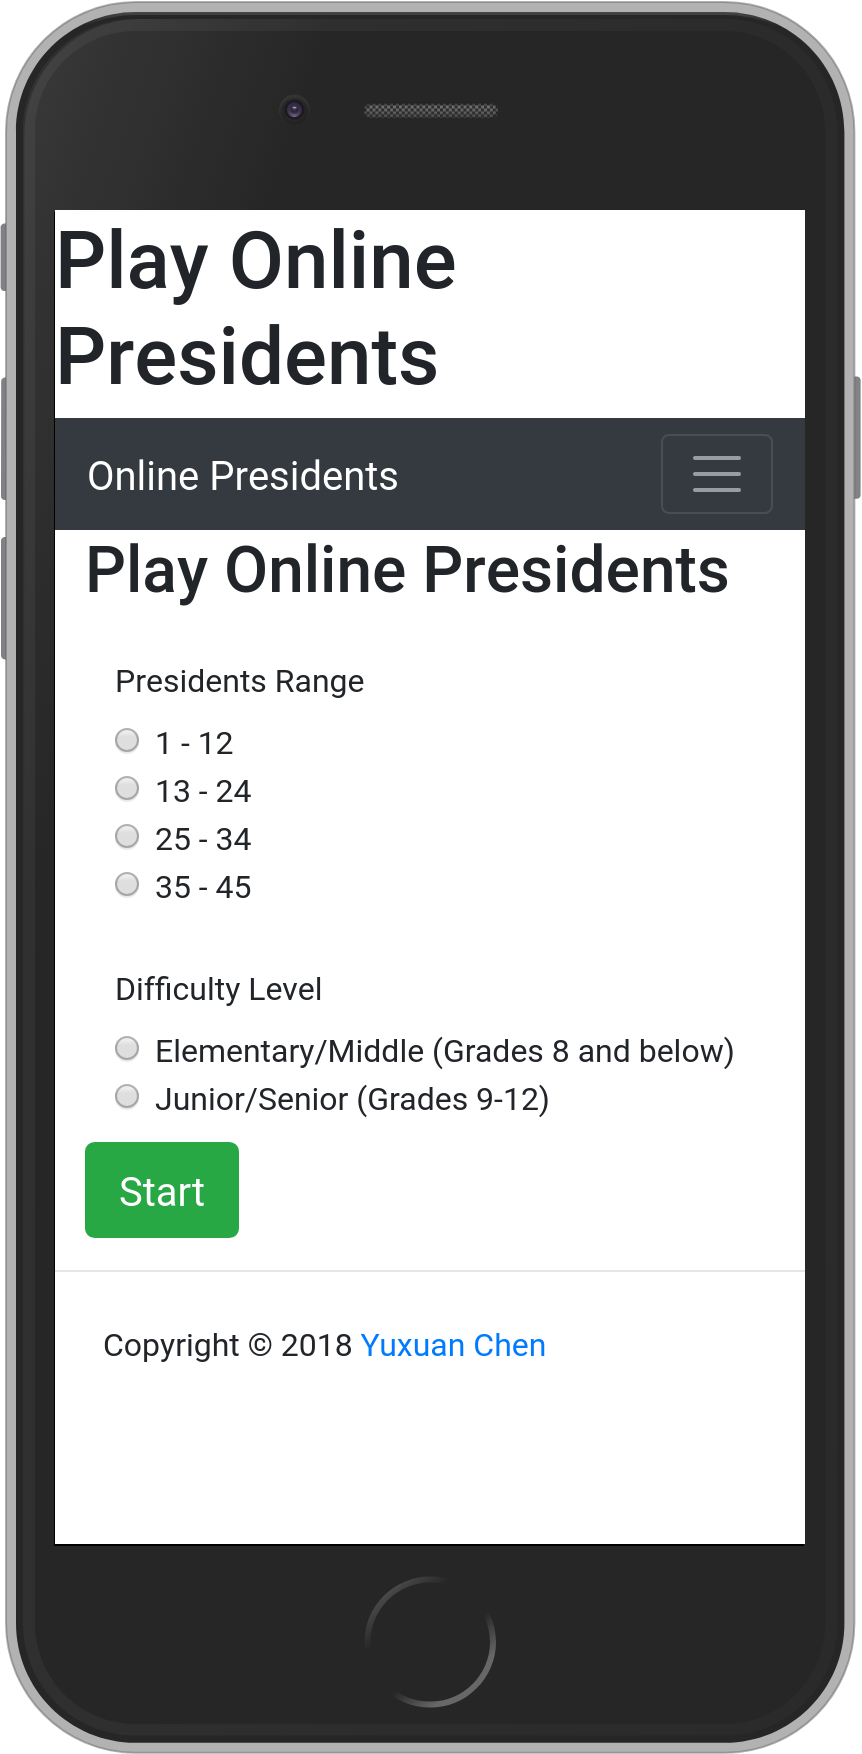 Play Online
Presidents
Online Presidents
Play Online Presidents
Presidents Range
1 - 12
13 - 24
25 - 34
35 - 45
Difficulty Level
Elementary/Middle (Grades 8 and below)
Junior/Senior (Grades 9-12)
Start
Copyright © 2018 Yuxuan Chen